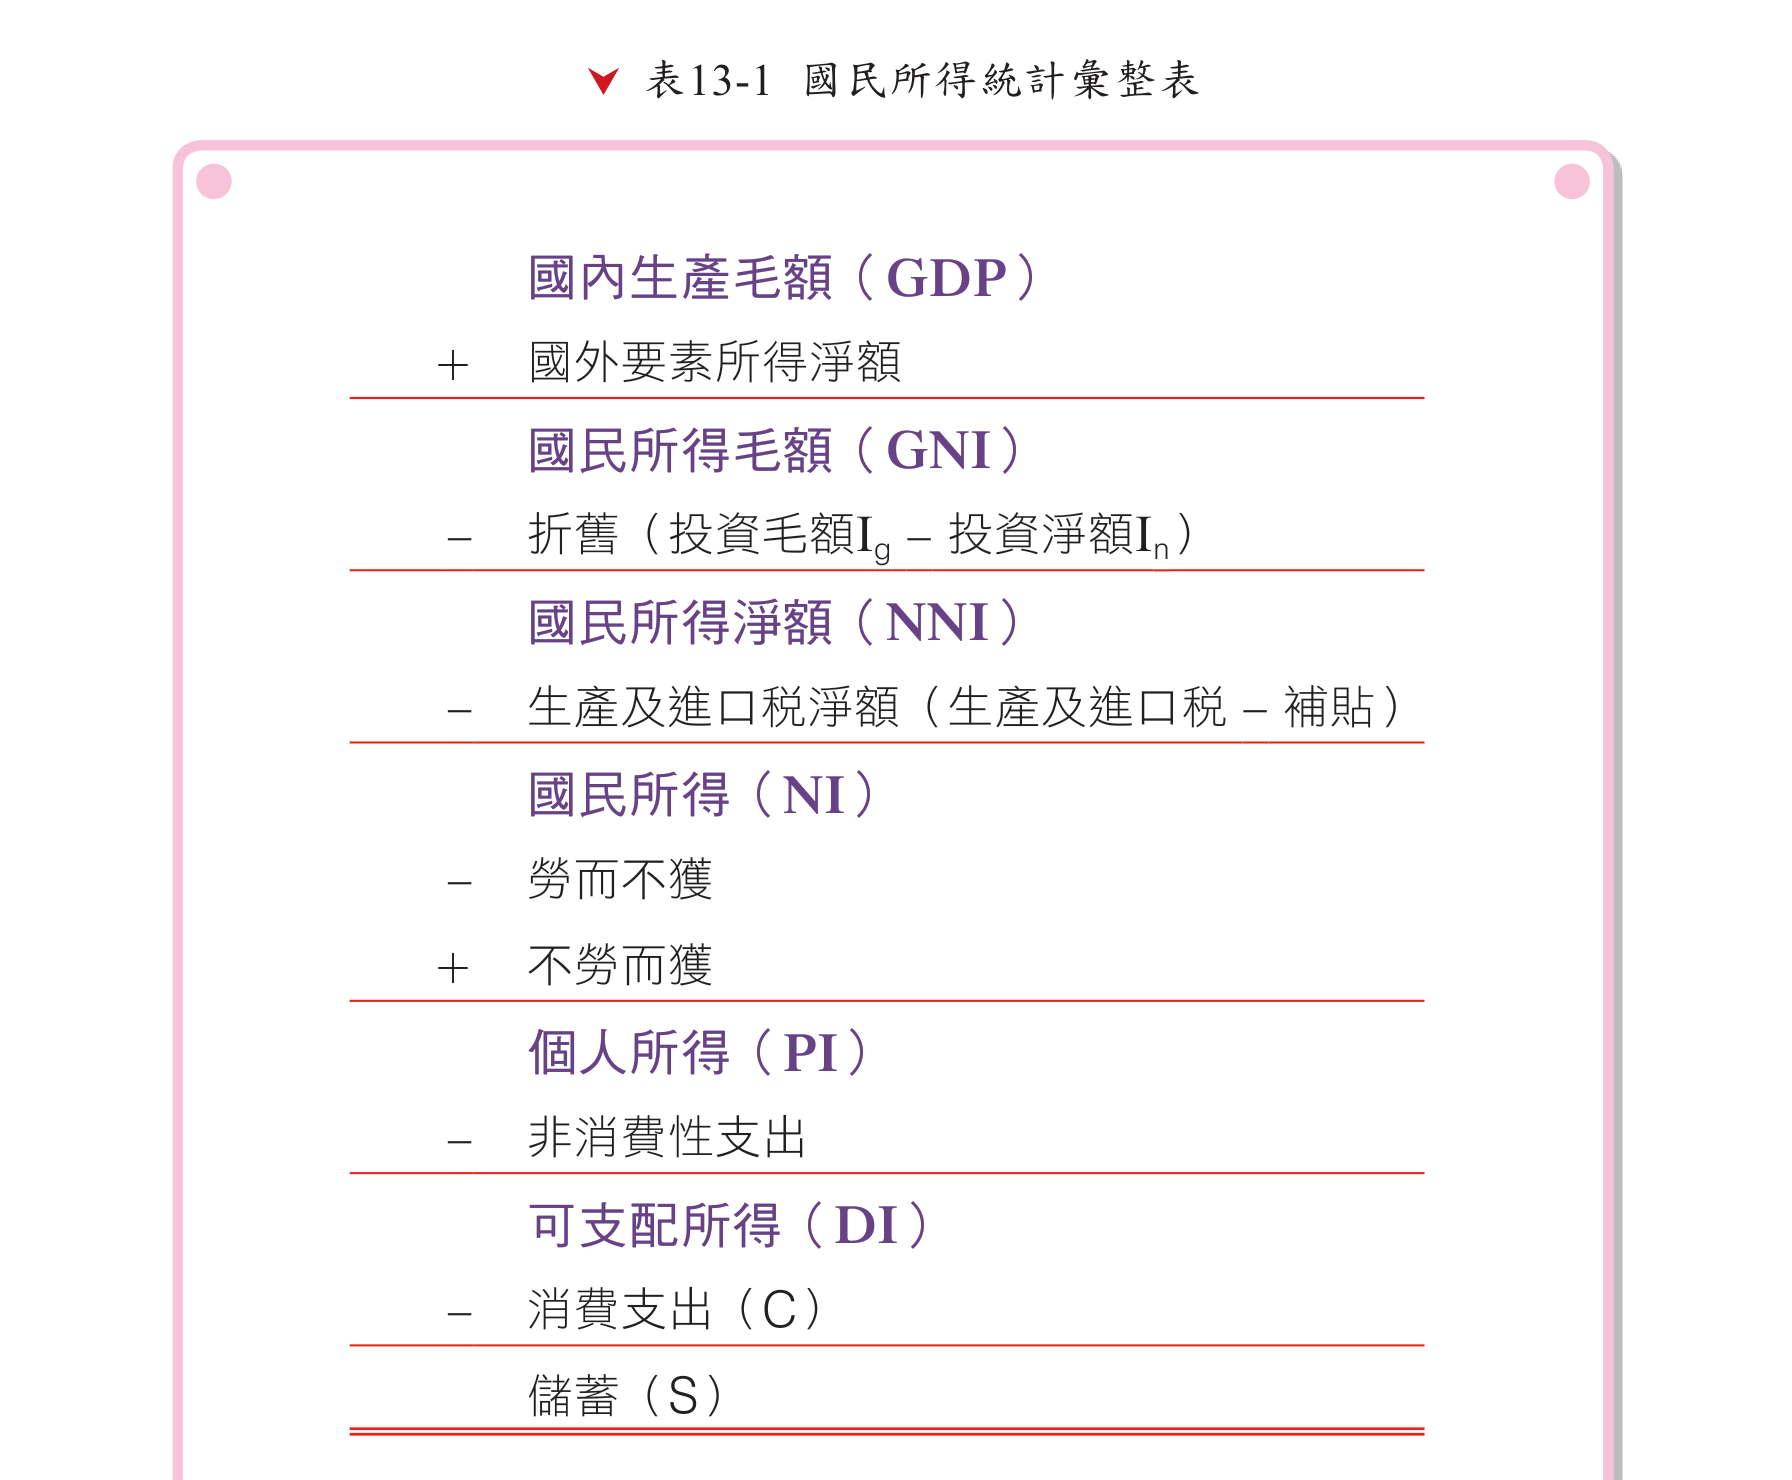 表13-1 國民所得統計彙整表
國內生產毛額（GDP）
+ 國外要素所得淨額
國民所得毛額（GNI）
– 折舊（投資毛額Ig – 投資淨額In）
國民所得淨額（NNI）
– 生產及進口稅淨額（生產及進口稅 – 補貼）
國民所得（NI）
– 勞而不獲
+ 不勞而獲
個人所得（PI）
– 非消費性支出
可支配所得（DI）
– 消費支出（C）
儲蓄（S）